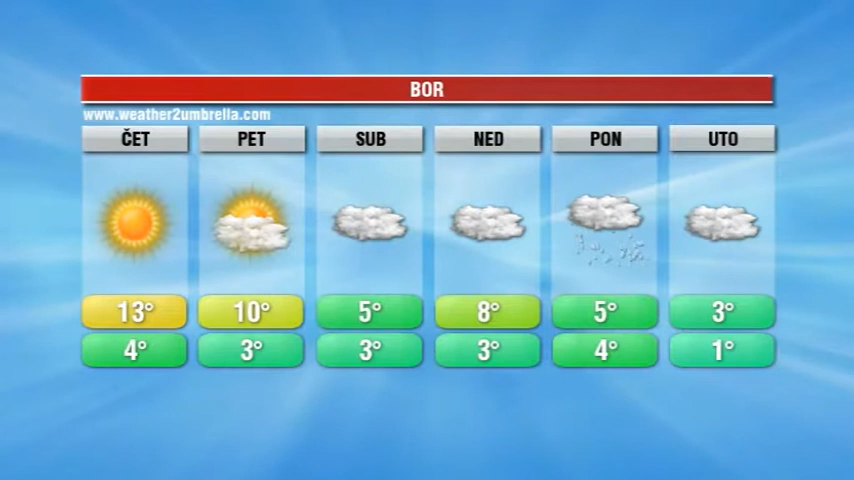 BOR
www.weather2umbrella.com
ČET PET SUB NED PON UTO
13° 10° 5° 8° 5° 3°
4° 3° 3° 3° 4° 1°